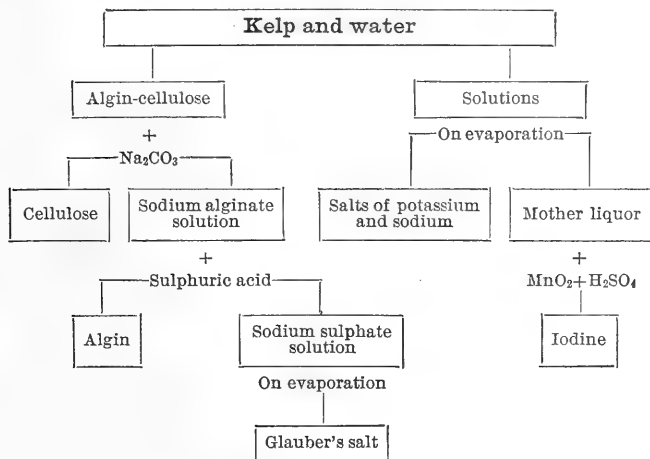 Kelp and water
Algin-cellulose
Solutions
+
On evaporation
Na₂CO₃
Cellulose
Sodium alginate
solution
Salts of potassium
and sodium
Mother liquor
+
+
Sulphuric acid
MnO₂+H₂SO₄
Algin
Sodium sulphate
solution
Iodine
On evaporation
Glauber's salt